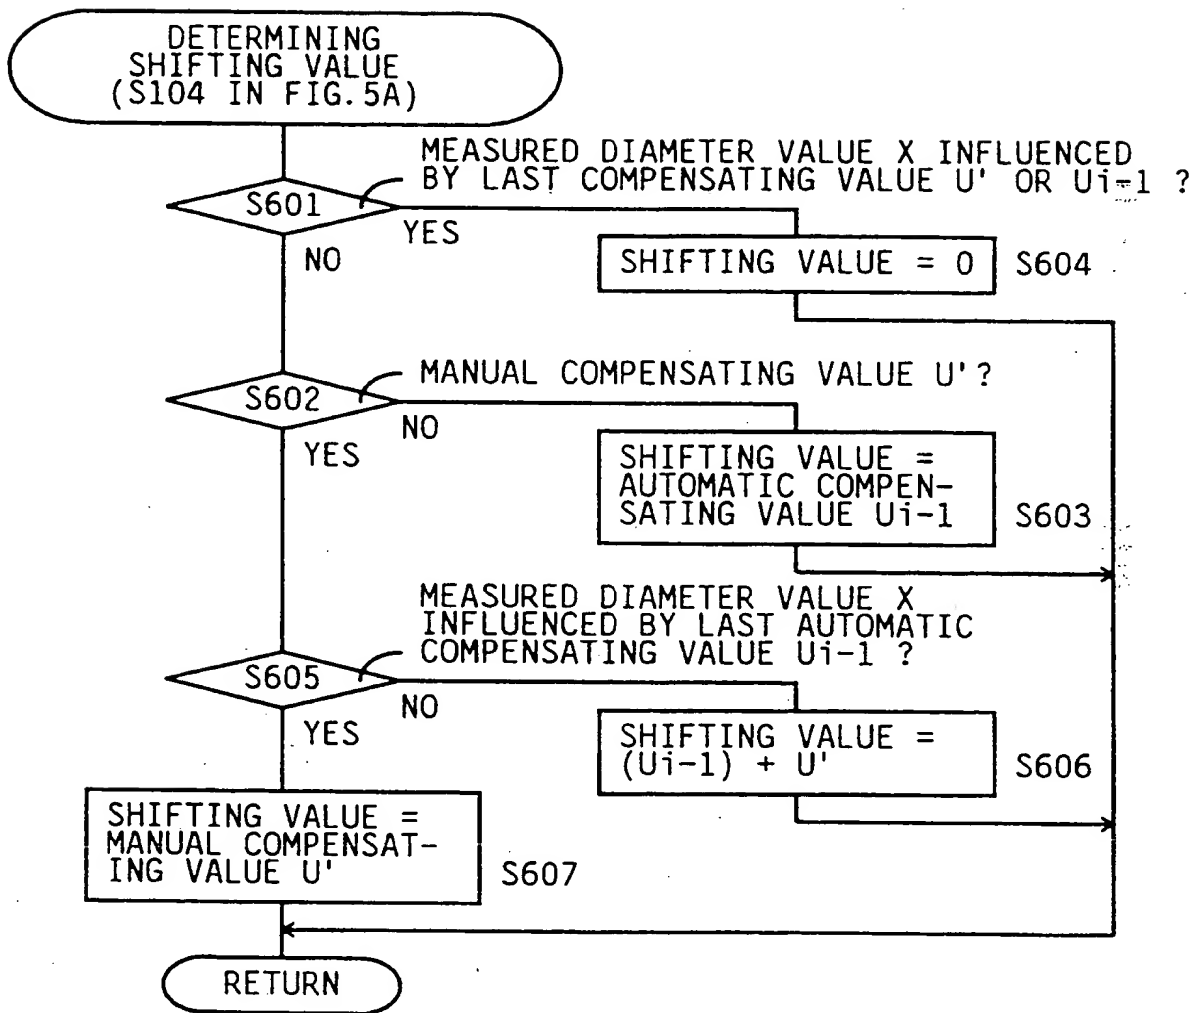 DETERMINING
SHIFTING VALUE
(S104 IN FIG.5A)
MEASURED DIAMETER VALUE X INFLUENCED
BY LAST COMPENSATING VALUE U' OR Ui-1 ?
S601
YES
NO
SHIFTING VALUE = 0
S604
MANUAL COMPENSATING VALUE U'?
S602
NO
YES
SHIFTING VALUE =
AUTOMATIC COMPEN-
SATING VALUE Ui-1
S603
MEASURED DIAMETER VALUE X
INFLUENCED BY LAST AUTOMATIC
COMPENSATING VALUE Ui-1 ?
S605
NO
YES
SHIFTING VALUE =
(Ui-1) + U'
S606
SHIFTING VALUE =
MANUAL COMPENSAT-
ING VALUE U'
S607
RETURN